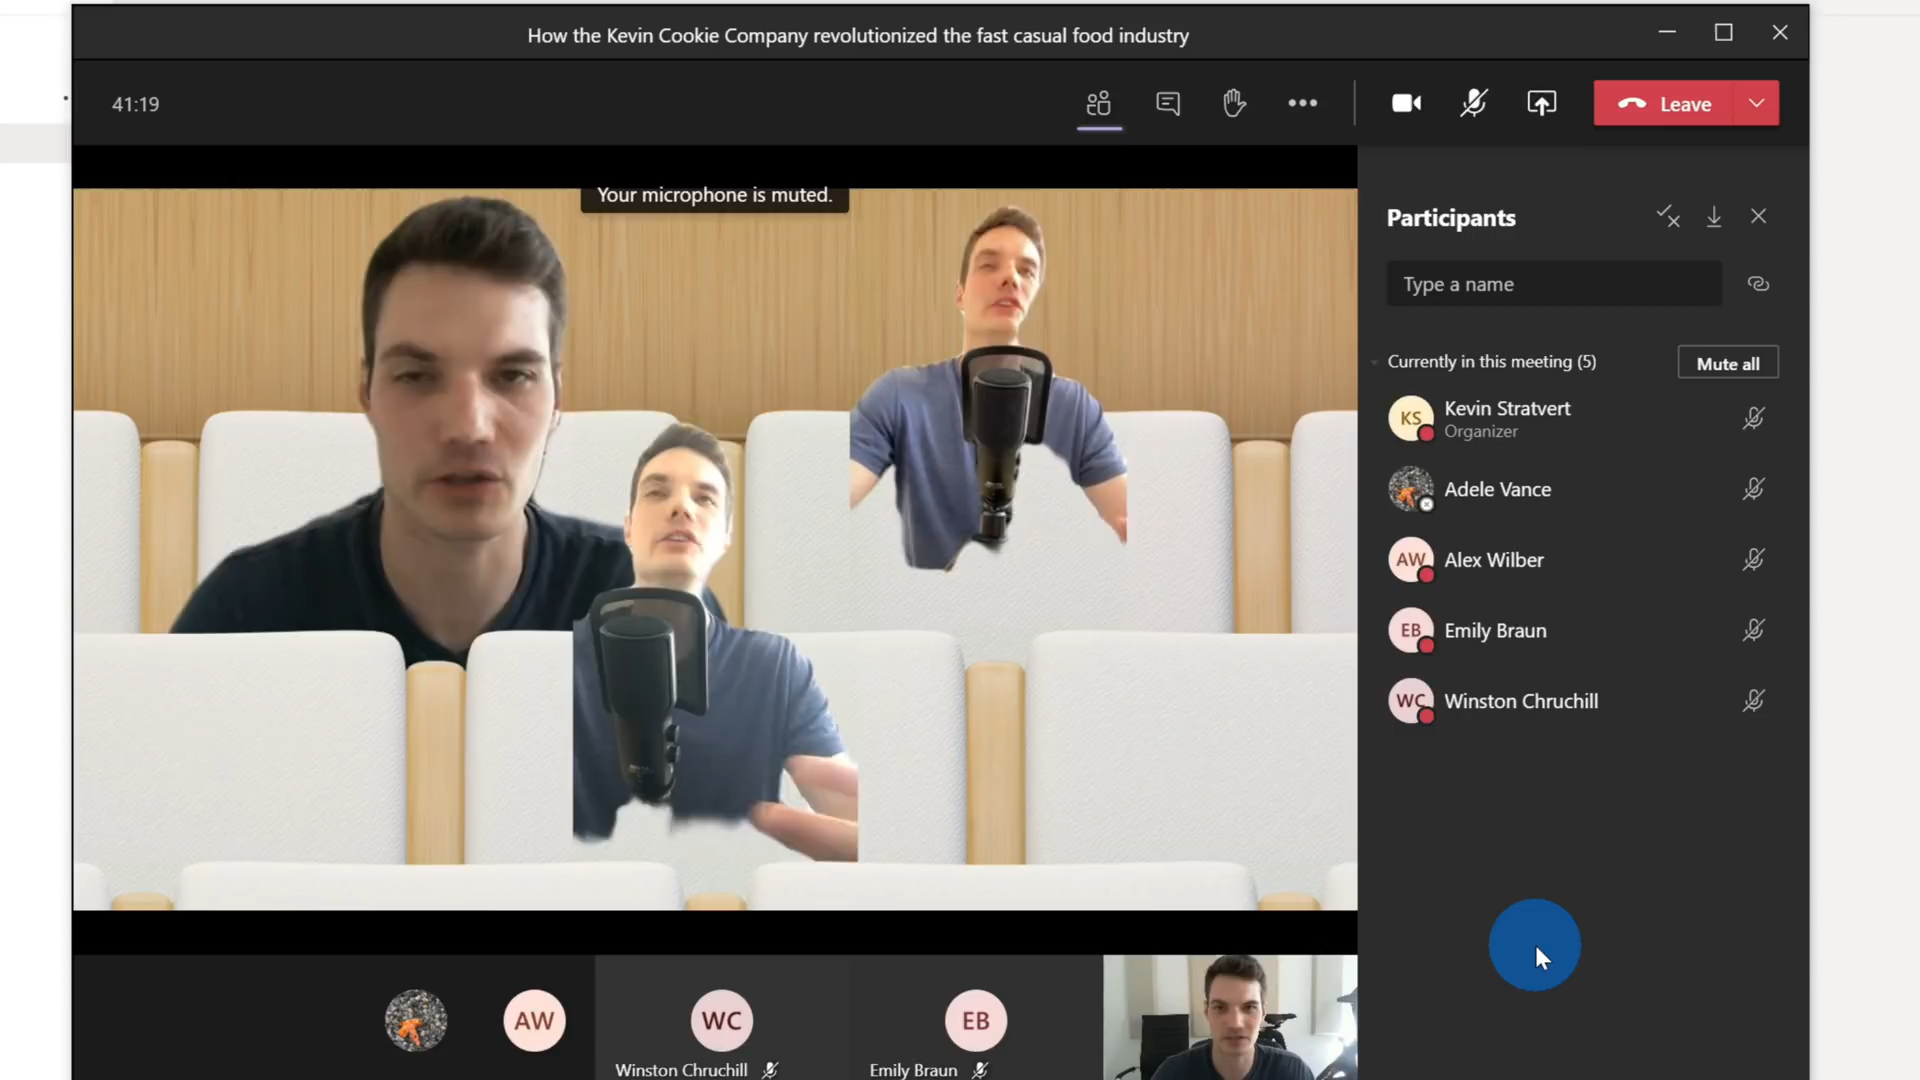 How the Kevin Cookie Company revolutionized the fast casual food industry
41:19
Leave
Your microphone is muted.
Participants
Type a name
Currently in this meeting (5)
Mute all
KS
Kevin Stratvert
Organizer
Adele Vance
AW
Alex Wilber
EB
Emily Braun
WC
Winston Chruchill
AW
WC
EB
Winston Chruchill
Emily Braun